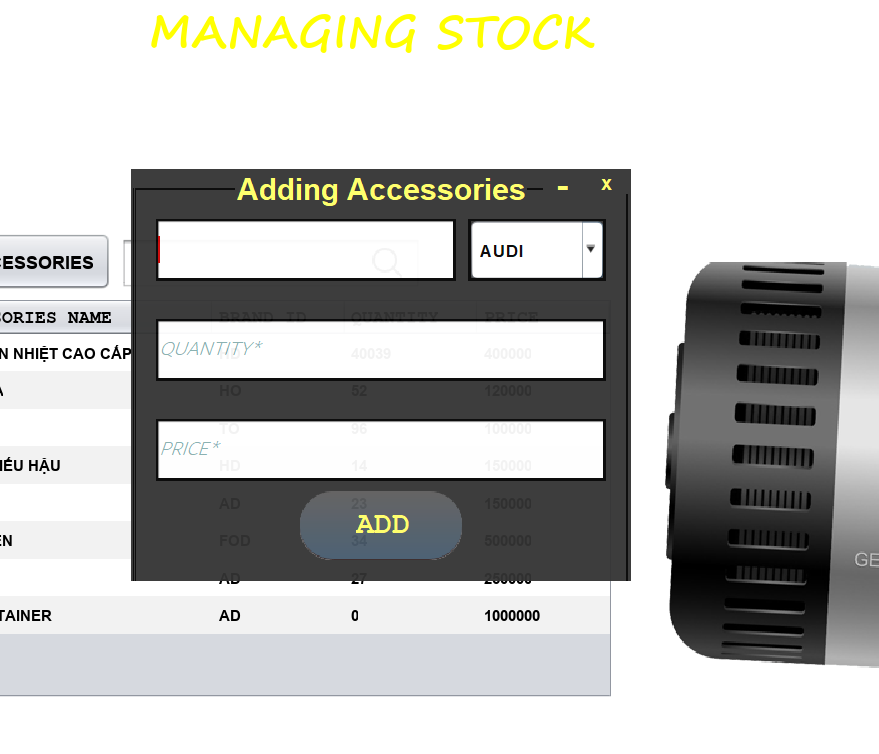 MANAGING STOCK
Adding Accessories - x
CESSORIES
AUDI
ORIES NAME BRAND ID QUANTITY PRICE
QUANTITY*
N NHIỆT CAO CẤP 40039 400000
A HO 52 120000
TO 96 100000
PRICE*
IẾU HẬU HD 14 150000
AD 23 150000
ADD
EN FOD 34 500000
AD 27 250000
TAINER AD 0 1000000
GE